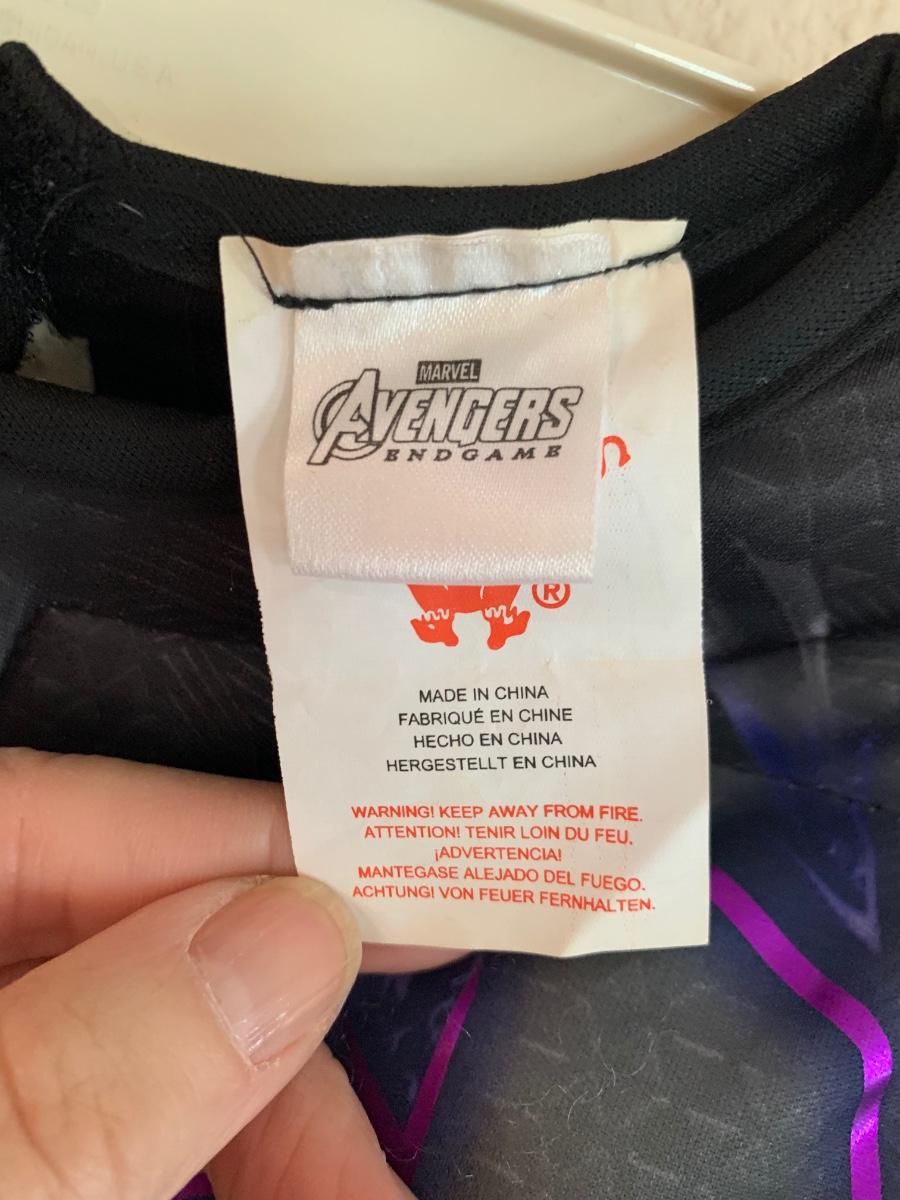 MARVEL
AVENGERS
ENDGAME
n
®
MADE IN CHINA
FABRIQUÉ EN CHINE
HECHO EN CHINA
HERGESTELLT EN CHINA
WARNING! KEEP AWAY FROM FIRE.
ATTENTION! TENIR LOIN DU FEU.
¡ADVERTENCIA!
MANTEGASE ALEJADO DEL FUEGO.
ACHTUNG! VON FEUER FERNHALTEN.